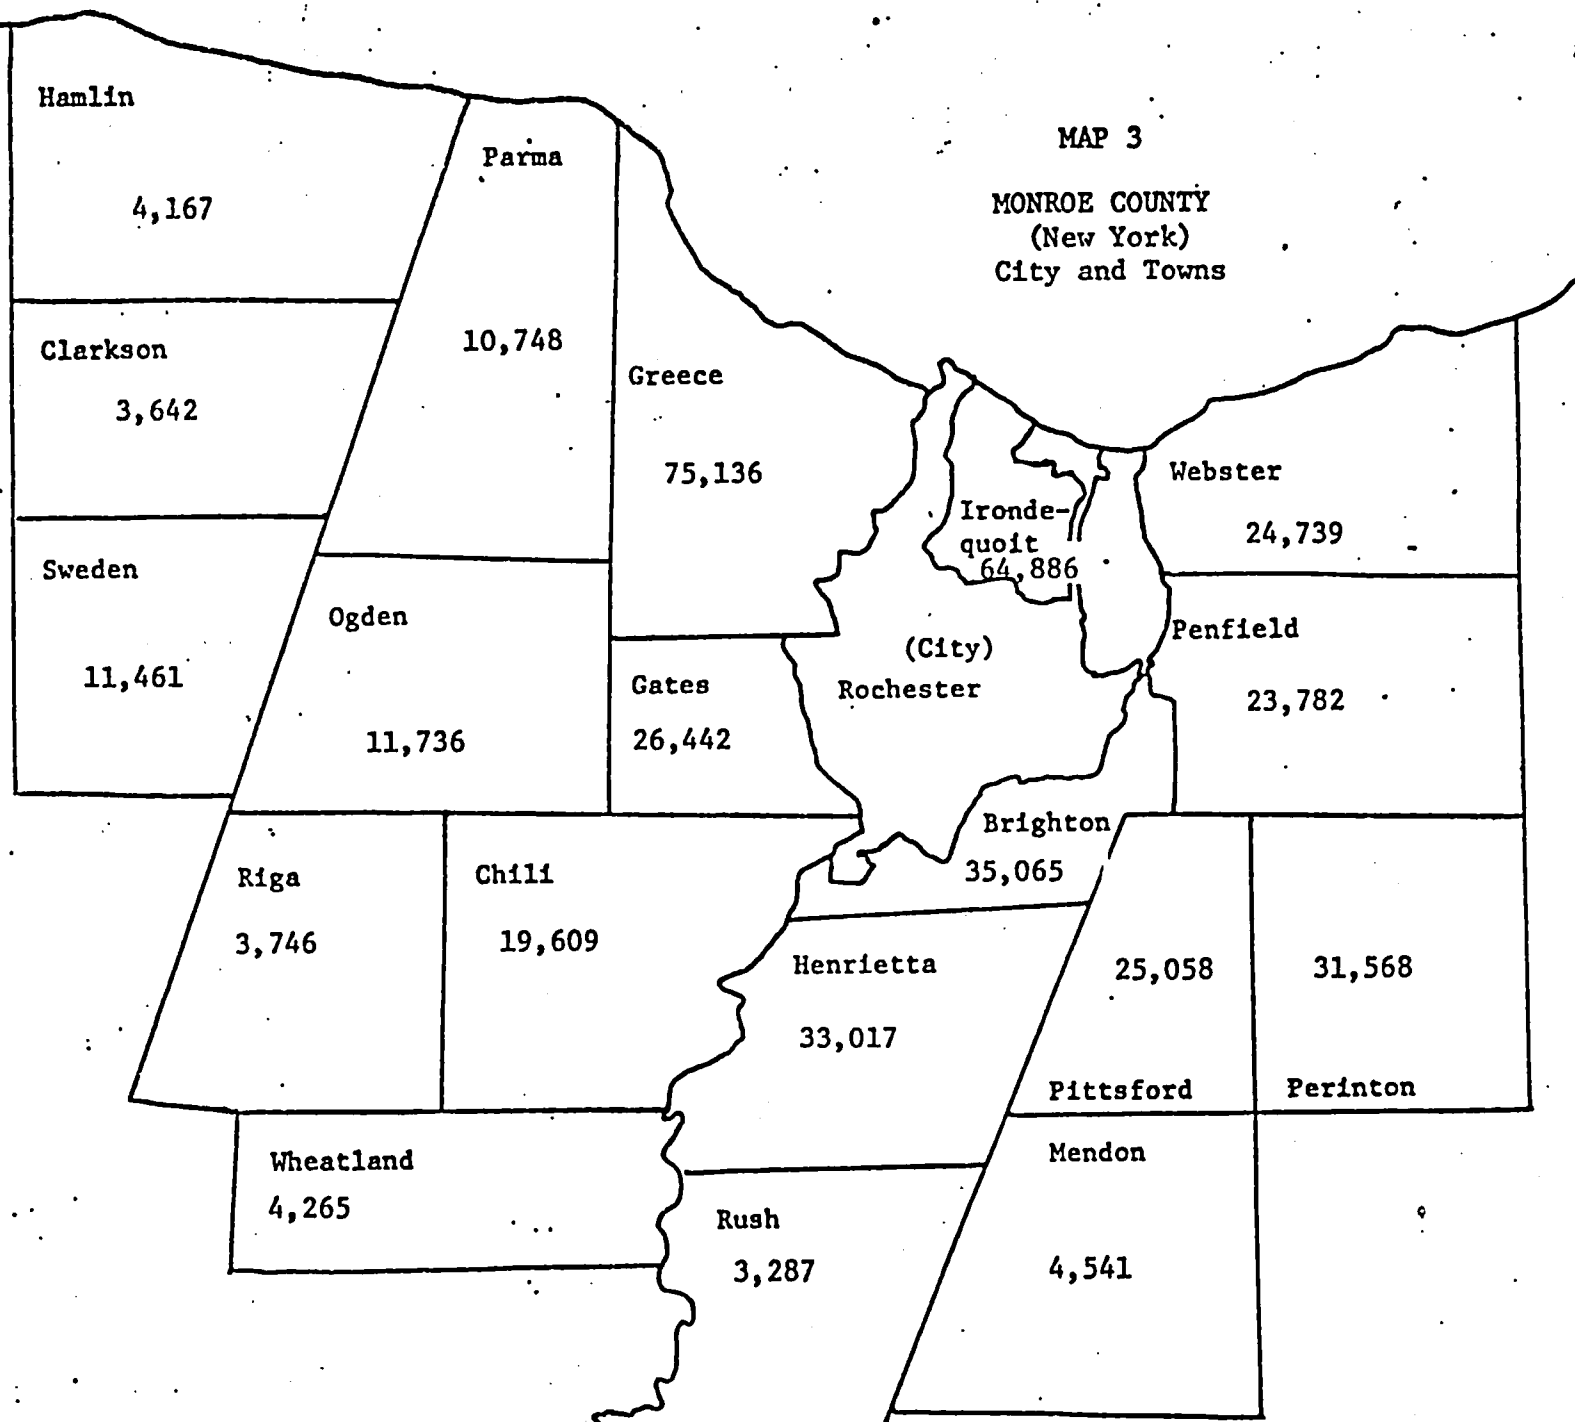 MAP 3
MONROE COUNTY
(New York)
City and Towns
Hamlin
4,167
Parma
10,748
Clarkson
3,642
Greece
75,136
Sweden
11,461
Ogden
11,736
Gates
26,442
Ironde-
quoit
64,886
(City)
Rochester
Webster
24,739
Penfield
23,782
Brighton
35,065
Riga
3,746
Chili
19,609
Henrietta
33,017
25,058
Pittsford
31,568
Perinton
Wheatland
4,265
Rush
3,287
Mendon
4,541